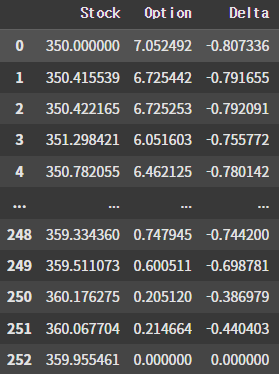 Stock Option Delta
0 350.000000 7.052492 -0.807336
1 350.415539 6.725442 -0.791655
2 350.422165 6.725253 -0.792091
3 351.298421 6.051603 -0.755772
4 350.782055 6.462125 -0.780142
... ... ... ...
248 359.334360 0.747945 -0.744200
249 359.511073 0.600511 -0.698781
250 360.176275 0.205120 -0.386979
251 360.067704 0.214664 -0.440403
252 359.955461 0.000000 0.000000